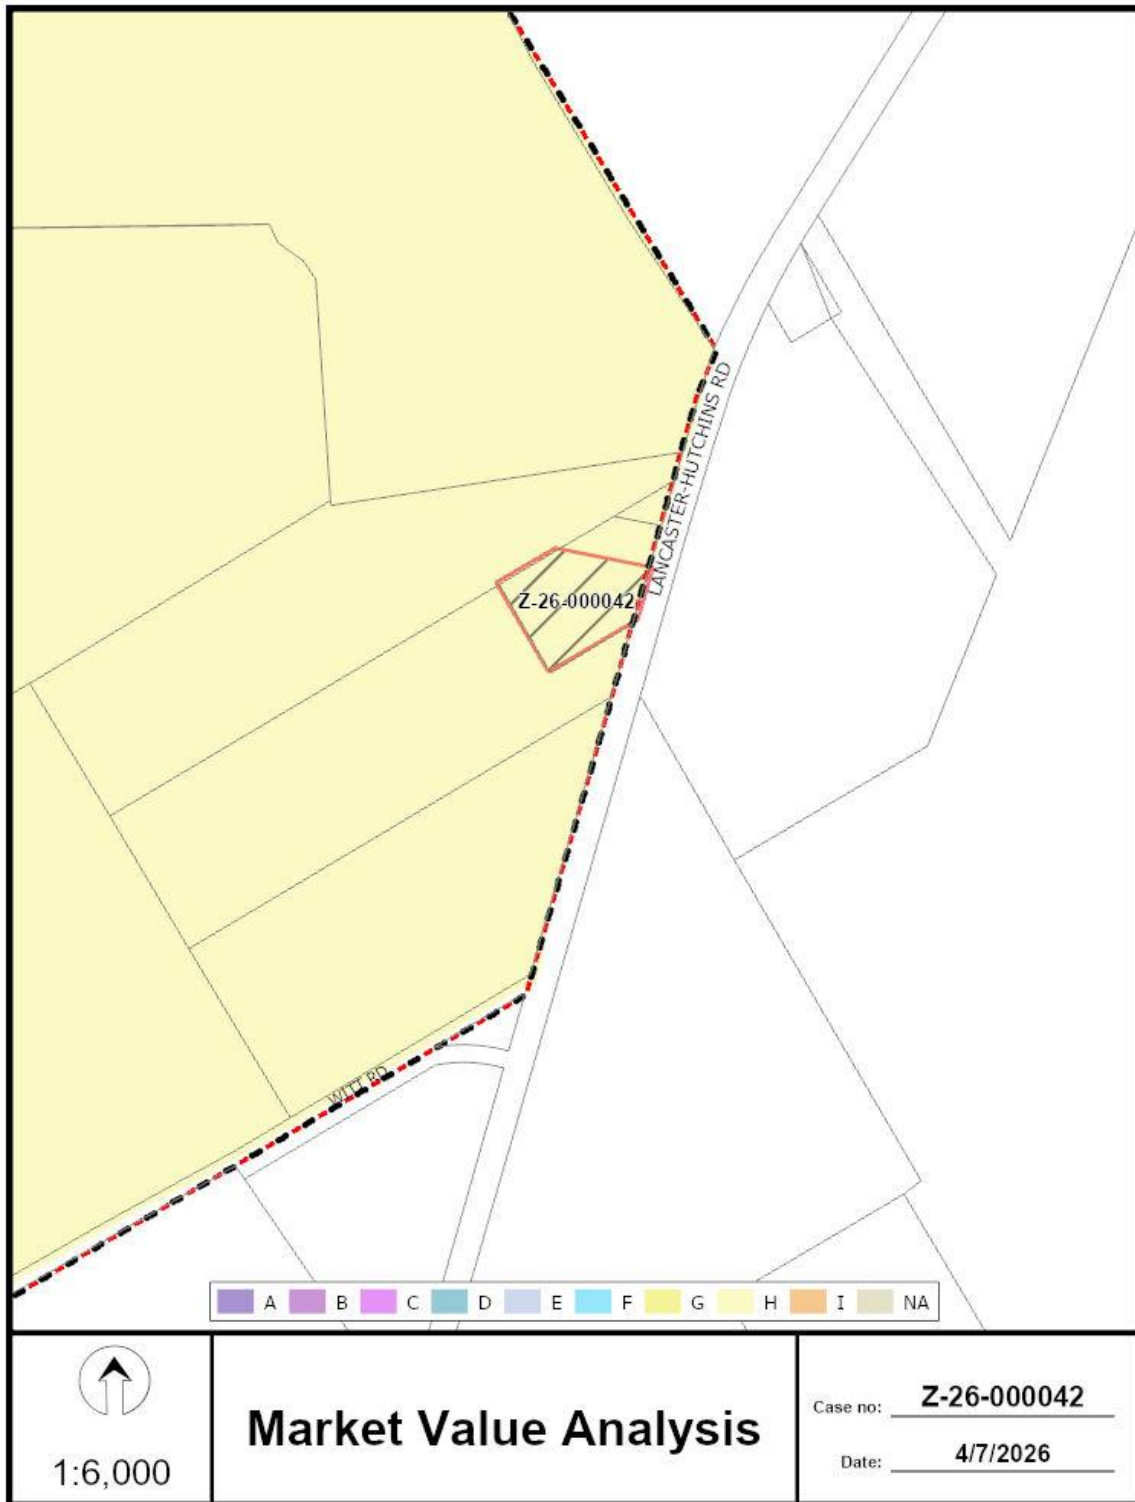 LANCASTER-HUTCHINS RD
Z-26-000042
WITT RD
A B C D E F G H I NA
1:6,000
Market Value Analysis
Case no: Z-26-000042
Date: 4/7/2026